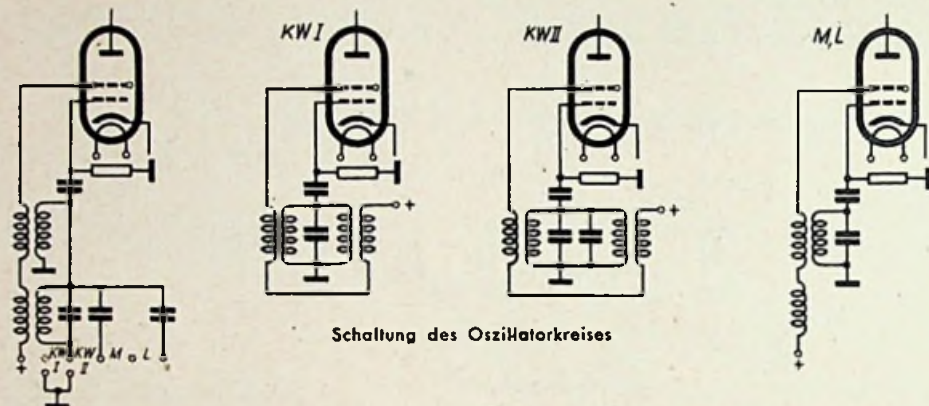 KW I
KW II
M, L
+
+
Schaltung des Oszillatorkreises
+
KW KW M L
I II
+